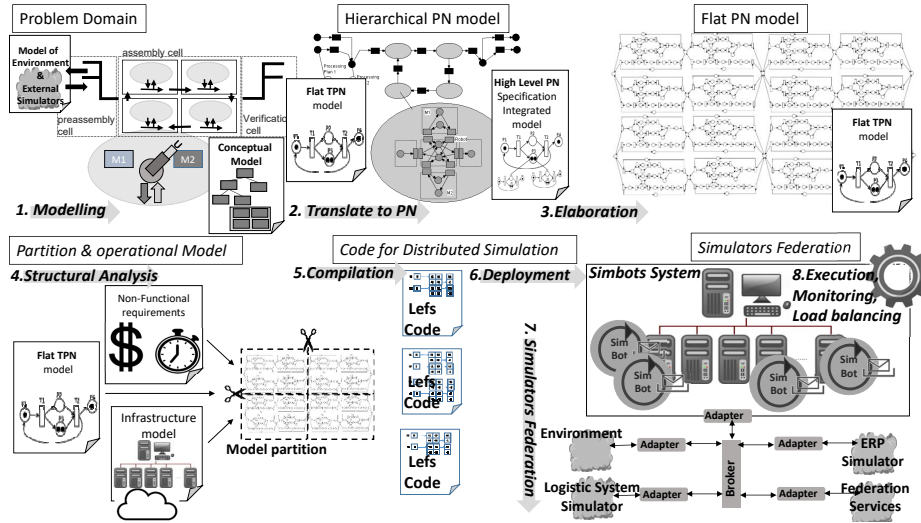 Problem Domain
Hierarchical PN model
Flat PN model
Model of
Environment
&
External
Simulators
assembly cell
preassembly
cell
Verification
cell
M1
M2
Conceptual
Model
1. Modelling
Processing
Plan 1
Flat TPN
model
M1
Robot
M2
High Level PN
Specification
Integrated
model
2. Translate to PN
Flat TPN
model
3.Elaboration
Partition & operational Model
4.Structural Analysis
Non-Functional
requirements
$
Flat TPN
model
Infrastructure
model
Model partition
Code for Distributed Simulation
5.Compilation
Lefs
Code
Lefs
Code
Lefs
Code
6.Deployment
7.Simulators Federation
Simulators Federation
Simbots System
8.Execution,
Monitoring,
Load balancing
Sim
Bot
Sim
Bot
Sim
Bot
Adapter
Environment
Adapter
Adapter
ERP
Simulator
Broker
Logistic System
Simulator
Adapter
Adapter
Federation
Services